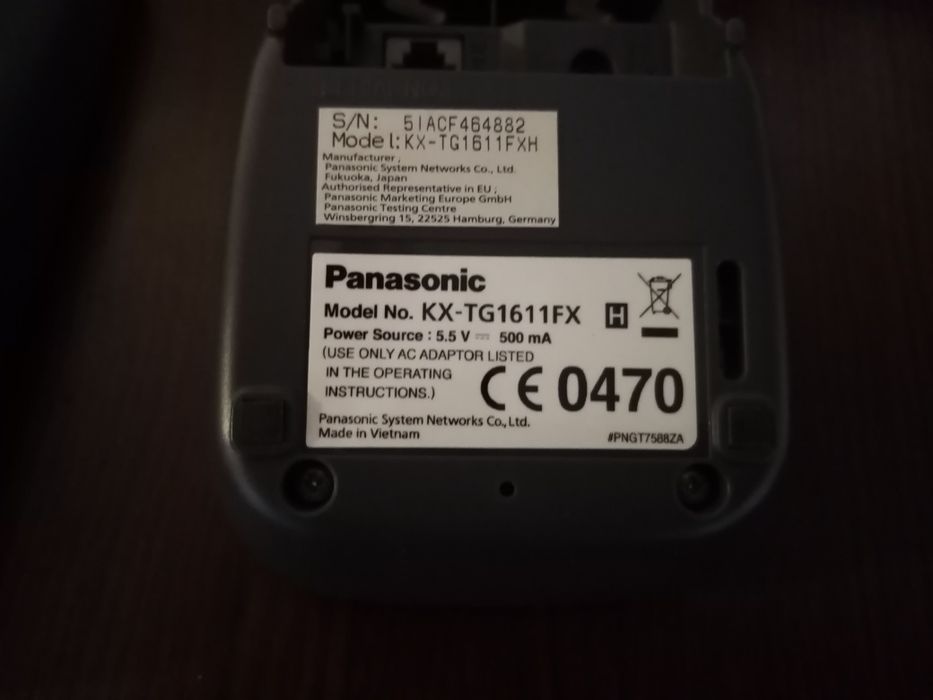 S/N: 5IACF464882
Model:KX-TG1611FXH
Manufacturer ;
Panasonic System Networks Co., Ltd.
Fukuoka, Japan
Authorised Representative in EU ;
Panasonic Marketing Europe GmbH
Panasonic Testing Centre
Winsbergring 15, 22525 Hamburg, Germany
Panasonic
Model No. KX-TG1611FX H
Power Source : 5.5 V ⎓ 500 mA
(USE ONLY AC ADAPTOR LISTED
IN THE OPERATING
INSTRUCTIONS.)
CE 0470
Panasonic System Networks Co., Ltd.
Made in Vietnam
#PNGT7588ZA